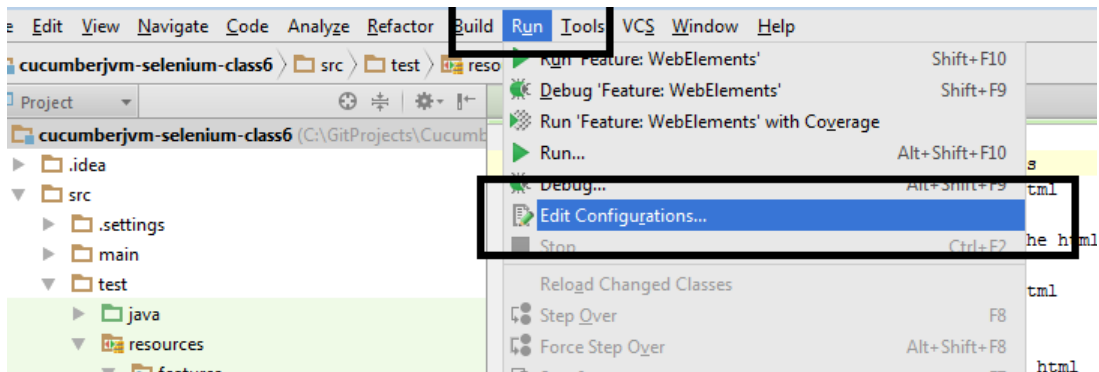 e Edit View Navigate Code Analyze Refactor Build Run Tools VCS Window Help
cucumberjvm-selenium-class6 src test reso
Run 'Feature: WebElements' Shift+F10
Project
Debug 'Feature: WebElements' Shift+F9
cucumberjvm-selenium-class6 (C:\GitProjects\Cucumb
Run 'Feature: WebElements' with Coverage
.idea
Run... Alt+Shift+F10
s
src
Debug... Alt+Shift+F9
tml
.settings
Edit Configurations...
main
Stop Ctrl+F2
he html
test
Reload Changed Classes
tml
java
Step Over F8
resources
Force Step Over Alt+Shift+F8
html
features